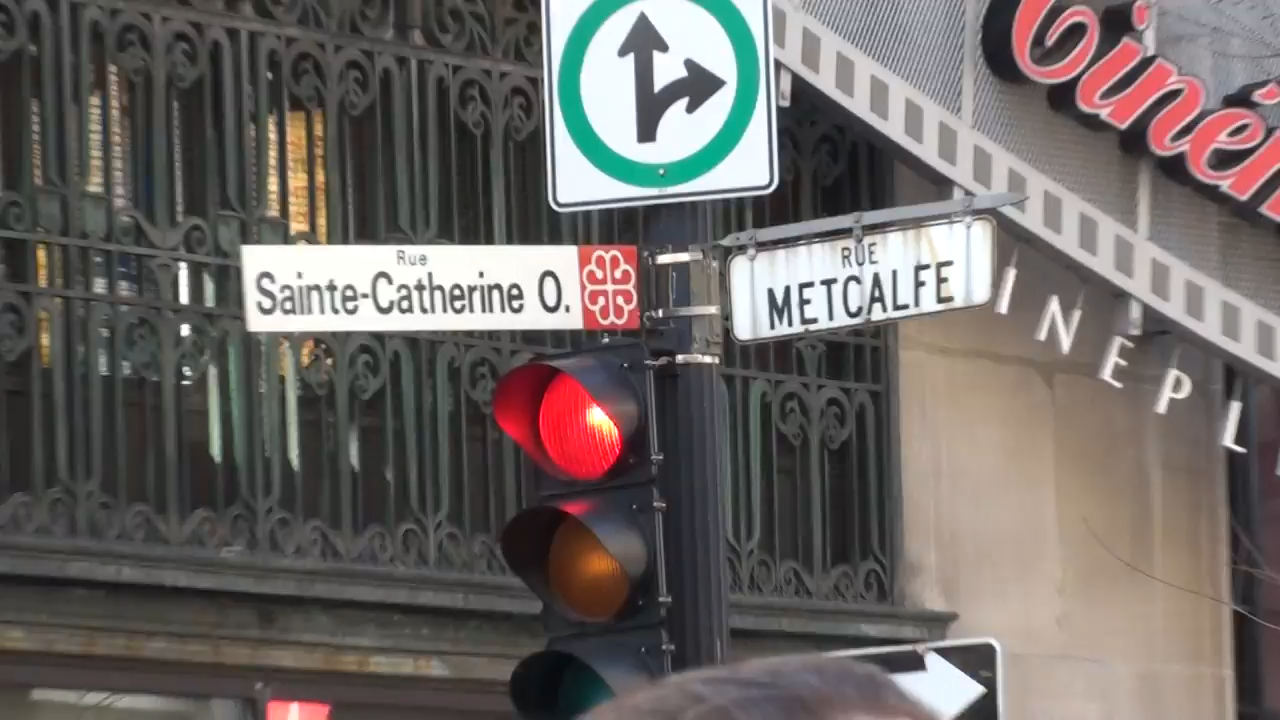 Ciné
Rue
Sainte-Catherine O.
RUE
METCALFE
INEPL